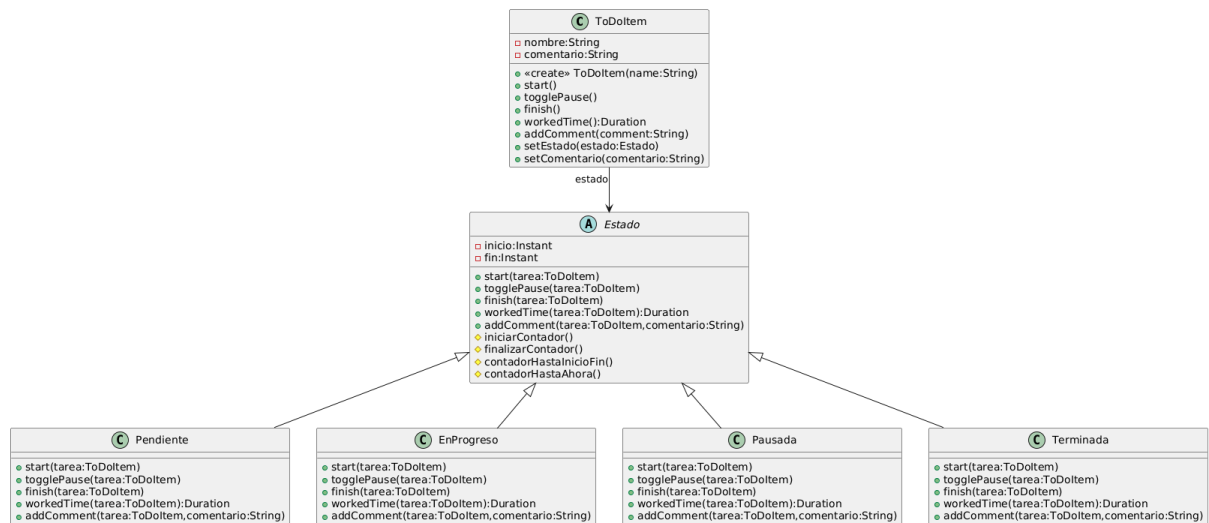 C ToDoItem
nombre:String
comentario:String
«create» ToDoItem(name:String)
start()
togglePause()
finish()
workedTime():Duration
addComment(comment:String)
setEstado(estado:Estado)
setComentario(comentario:String)
estado
A Estado
inicio:Instant
fin:Instant
start(tarea:ToDoItem)
togglePause(tarea:ToDoItem)
finish(tarea:ToDoItem)
workedTime(tarea:ToDoItem):Duration
addComment(tarea:ToDoItem,comentario:String)
iniciarContador()
finalizarContador()
contadorHastaInicioFin()
contadorHastaAhora()
C Pendiente
start(tarea:ToDoItem)
togglePause(tarea:ToDoItem)
finish(tarea:ToDoItem)
workedTime(tarea:ToDoItem):Duration
addComment(tarea:ToDoItem,comentario:String)
C EnProgreso
start(tarea:ToDoItem)
togglePause(tarea:ToDoItem)
finish(tarea:ToDoItem)
workedTime(tarea:ToDoItem):Duration
addComment(tarea:ToDoItem,comentario:String)
C Pausada
start(tarea:ToDoItem)
togglePause(tarea:ToDoItem)
finish(tarea:ToDoItem)
workedTime(tarea:ToDoItem):Duration
addComment(tarea:ToDoItem,comentario:String)
C Terminada
start(tarea:ToDoItem)
togglePause(tarea:ToDoItem)
finish(tarea:ToDoItem)
workedTime(tarea:ToDoItem):Duration
addComment(tarea:ToDoItem,comentario:String)